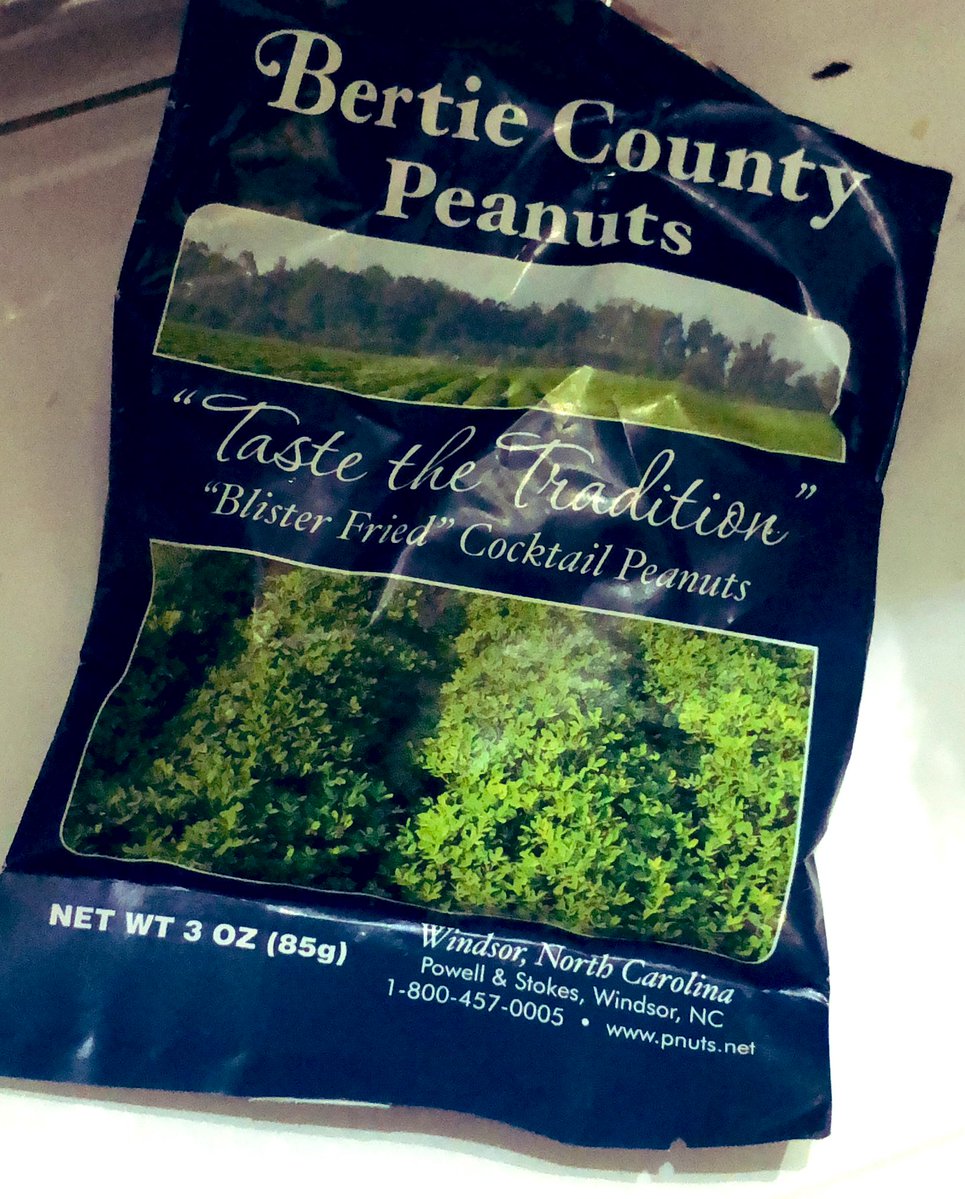 Bertie County
Peanuts
“Taste the Tradition”
“Blister Fried” Cocktail Peanuts
NET WT 3 OZ (85g)
Windsor, North Carolina
Powell & Stokes, Windsor, NC
1-800-457-0005 • www.pnuts.net